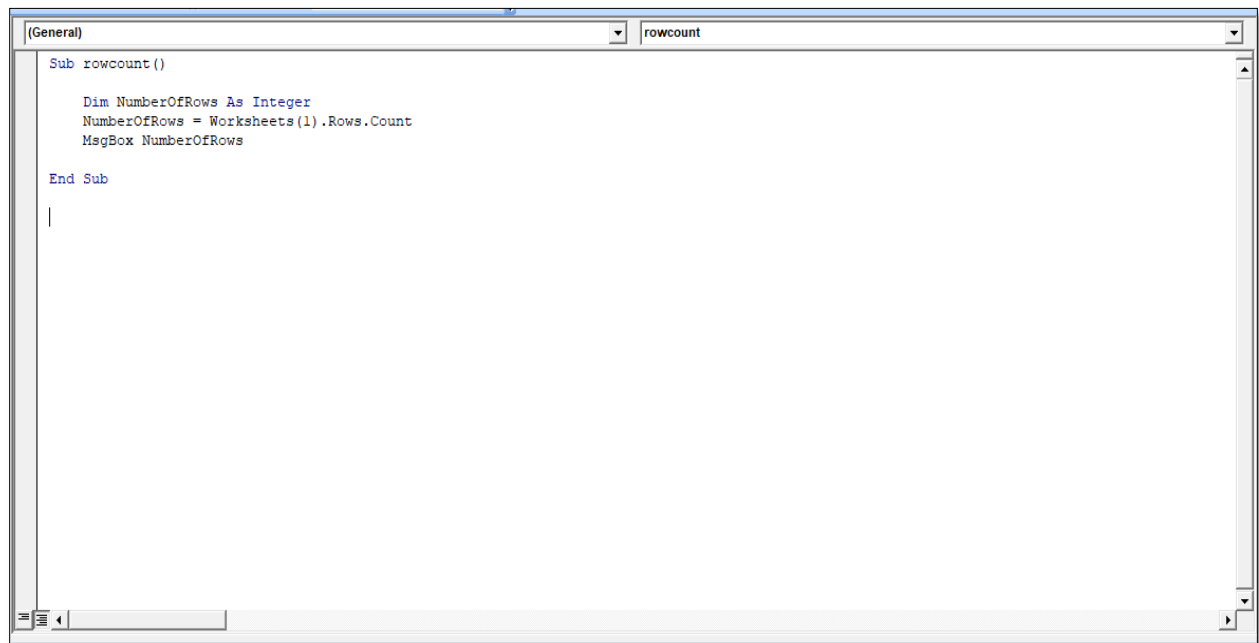 (General) rowcount
Sub rowcount()
Dim NumberOfRows As Integer
NumberOfRows = Worksheets(1).Rows.Count
MsgBox NumberOfRows
End Sub